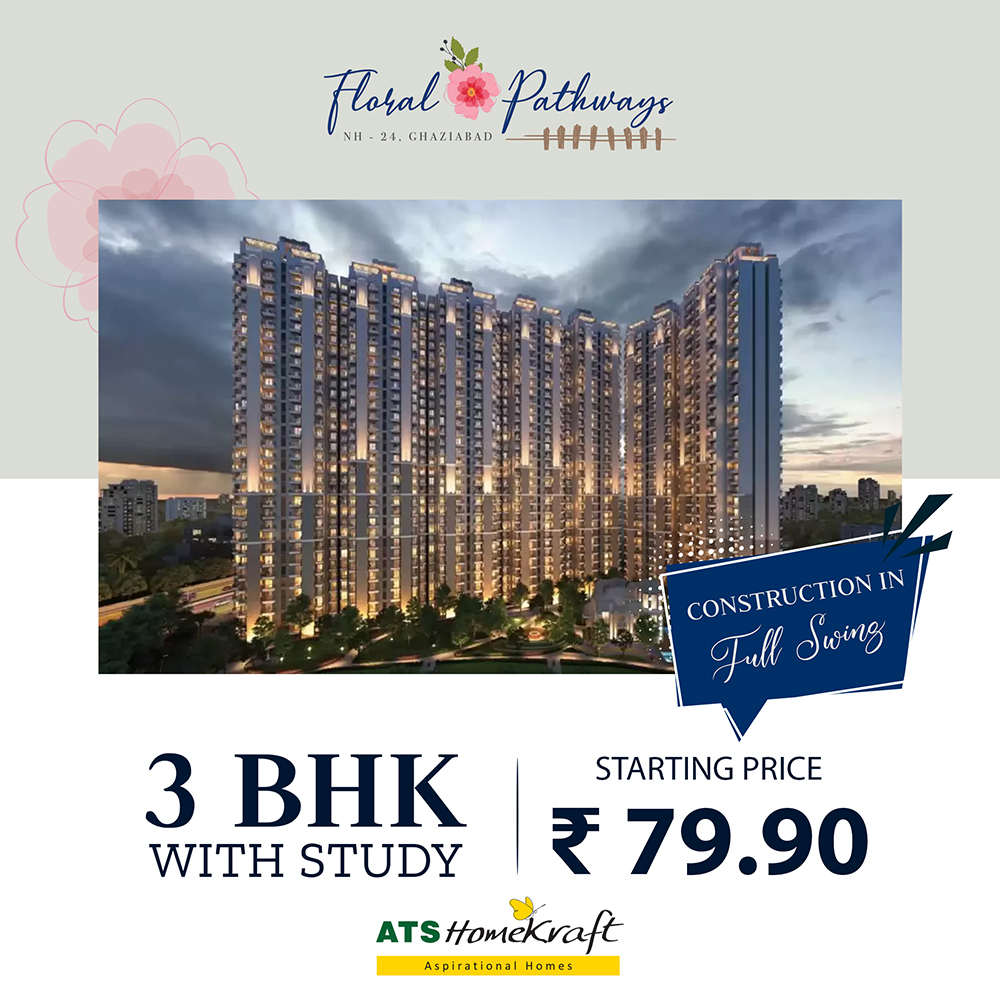 Floral Pathways
NH - 24, GHAZIABAD
CONSTRUCTION IN
Full Swing
3 BHK
WITH STUDY
STARTING PRICE
₹ 79.90
ATS HomeKraft
Aspirational Homes